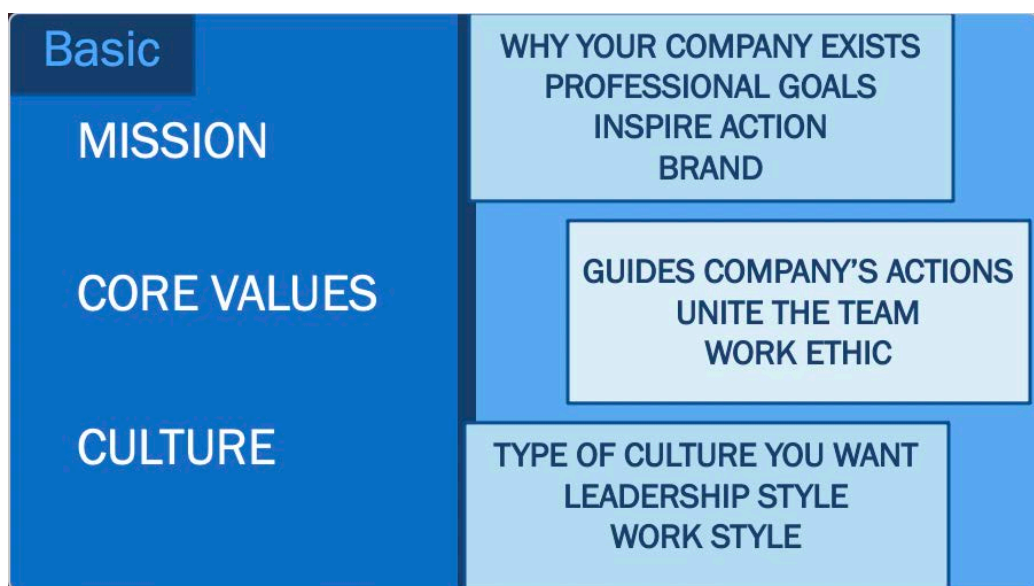 Basic
MISSION
WHY YOUR COMPANY EXISTS
PROFESSIONAL GOALS
INSPIRE ACTION
BRAND
CORE VALUES
GUIDES COMPANY'S ACTIONS
UNITE THE TEAM
WORK ETHIC
CULTURE
TYPE OF CULTURE YOU WANT
LEADERSHIP STYLE
WORK STYLE